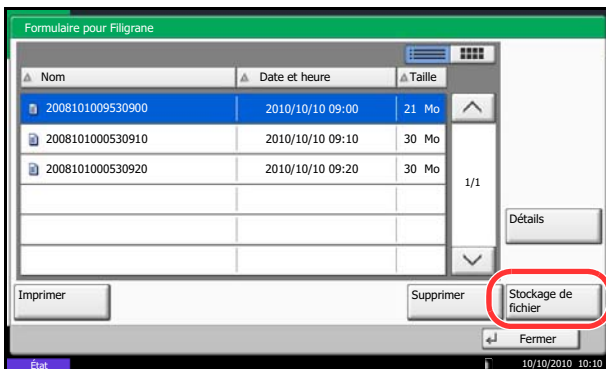 Formulaire pour Filigrane
Nom Date et heure Taille
2008101009530900 2010/10/10 09:00 21 Mo
2008101000530910 2010/10/10 09:10 30 Mo
2008101000530920 2010/10/10 09:20 30 Mo
1/1
Détails
Imprimer Supprimer Stockage de
fichier
Fermer
État 10/10/2010 10:10